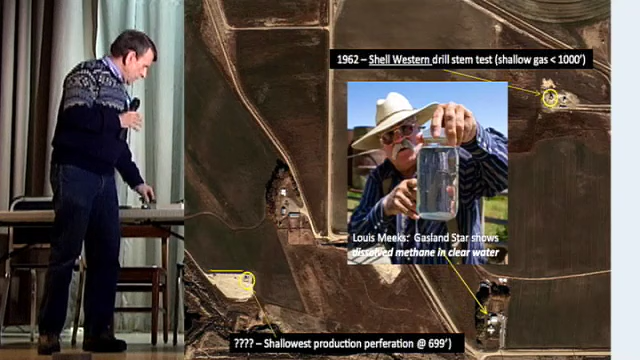 1962 – Shell Western drill stem test (shallow gas < 1000’)
Louis Meeks:  Gasland Star shows
dissolved methane in clear water
???? – Shallowest production perferation @ 699’)